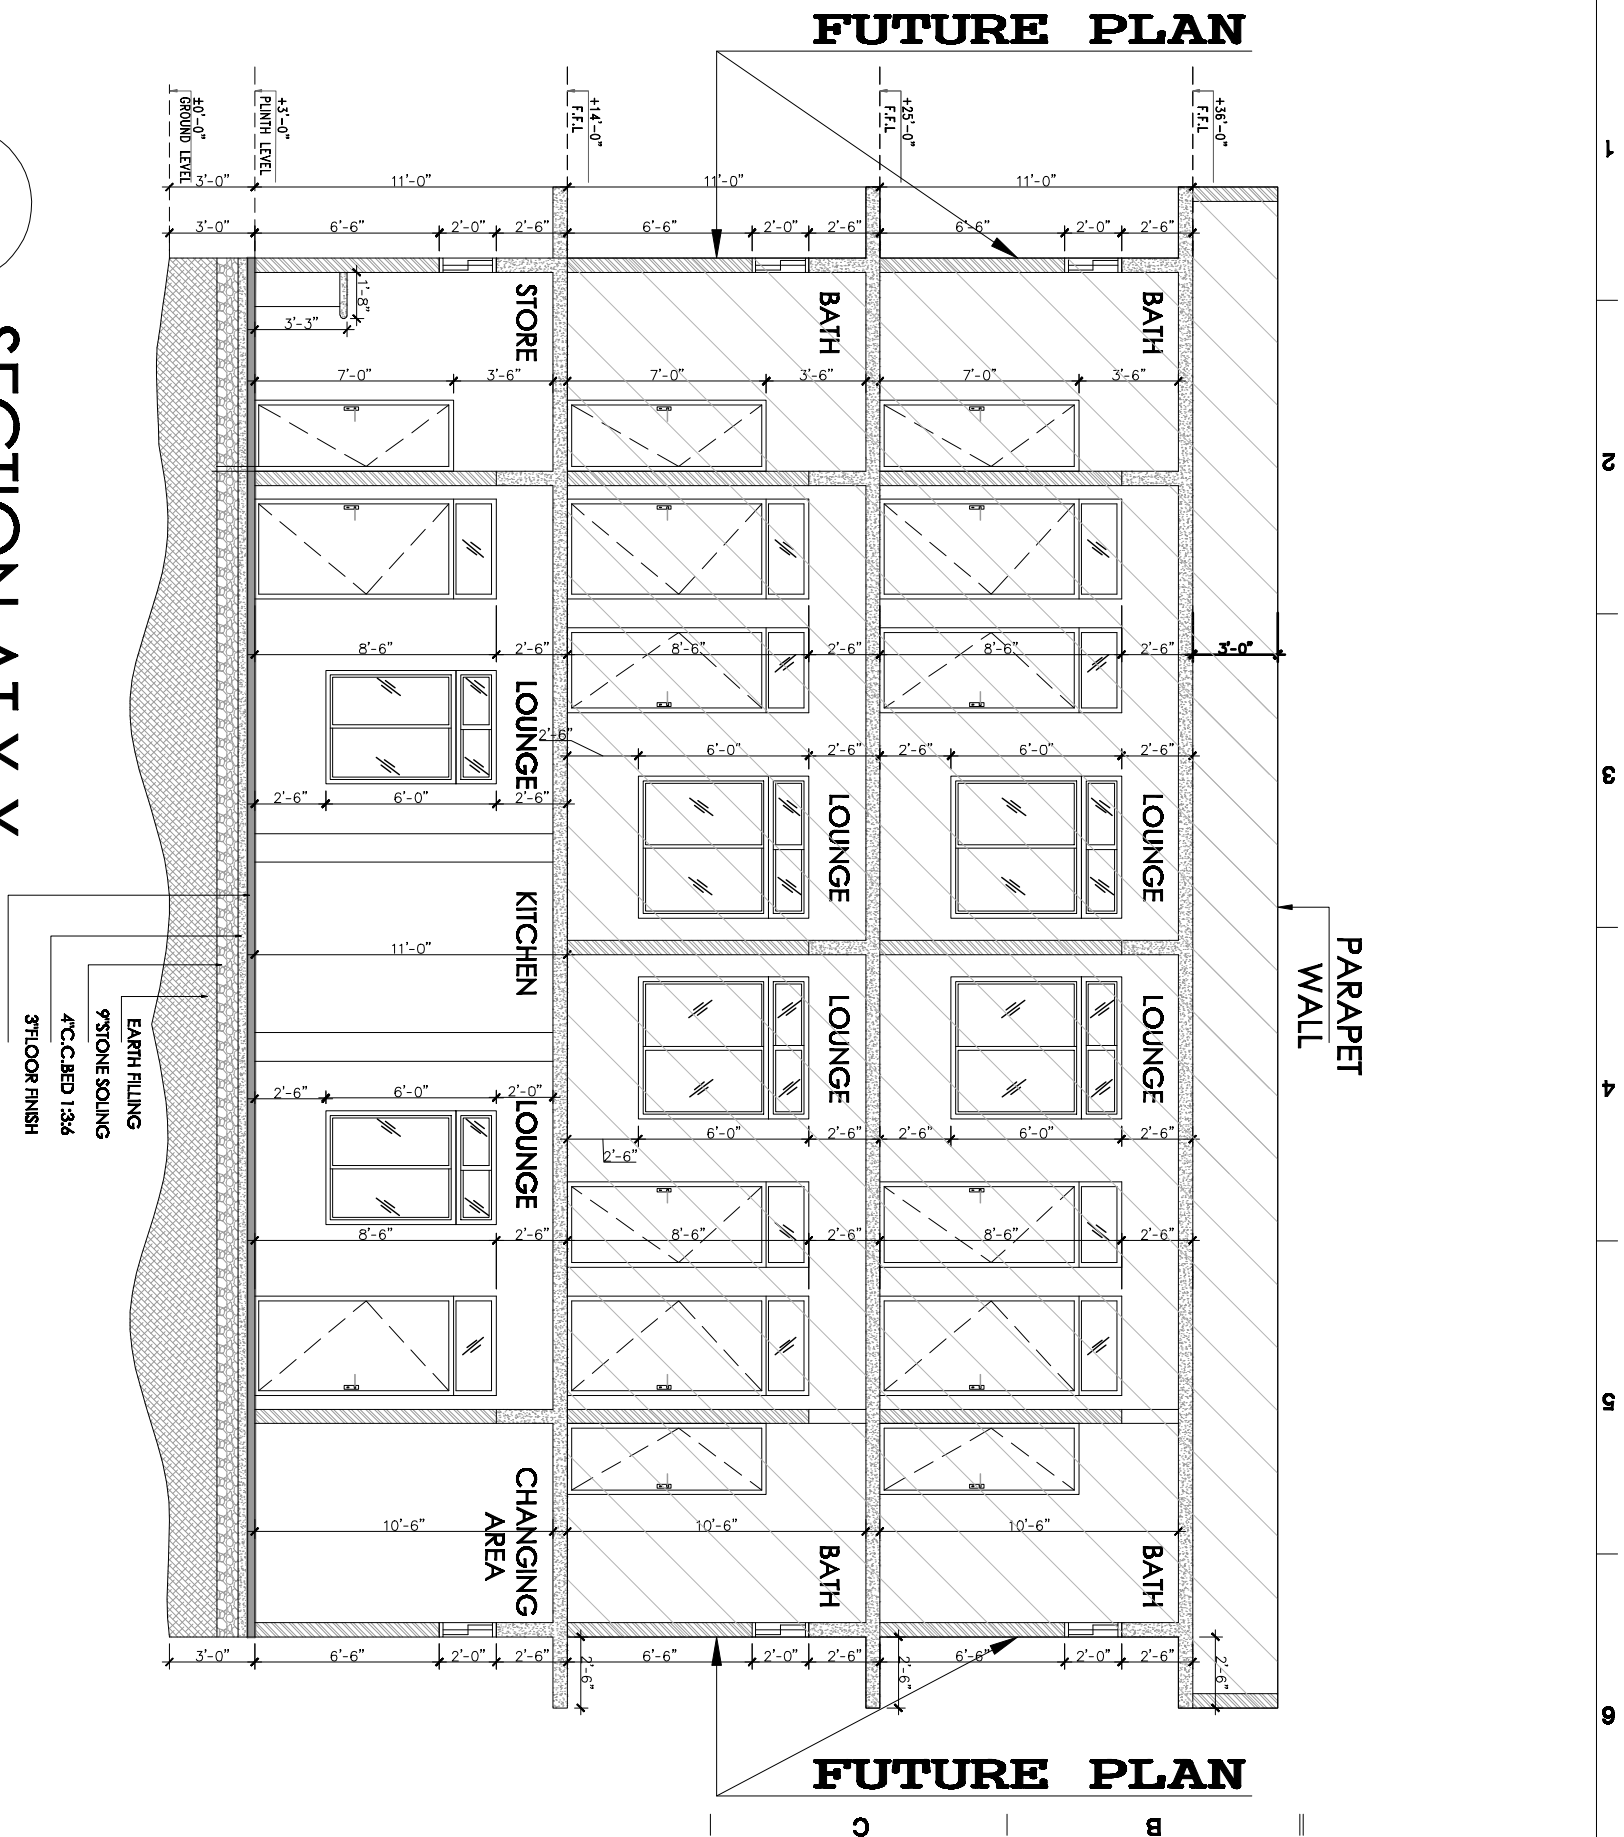 FUTURE PLAN
FUTURE PLAN
+36'-0"
F.F.L
+25'-0"
F.F.L
+14'-0"
F.F.L
+3'-0"
PLINTH LEVEL
±0'-0"
GROUND LEVEL
3'-0" 11'-0" 11'-0" 11'-0"
3'-0" 6'-6" 2'-0" 2'-6" 6'-6" 2'-0" 2'-6" 6'-6" 2'-0" 2'-6"
1'-8"
3'-3"
STORE
BATH
BATH
7'-0" 3'-6" 7'-0" 3'-6" 7'-0" 3'-6"
8'-6" 2'-6" 8'-6" 2'-6" 8'-6" 2'-6" 3'-0"
LOUNGE
2'-6"
6'-0" 2'-6" 2'-6" 6'-0" 2'-6"
2'-6" 6'-0" 2'-6"
LOUNGE
LOUNGE
KITCHEN
11'-0"
PARAPET
WALL
LOUNGE
LOUNGE
2'-6" 6'-0" 2'-0"
LOUNGE
6'-0" 2'-6" 2'-6" 6'-0" 2'-6"
2'-6"
8'-6" 2'-6" 8'-6" 2'-6" 8'-6" 2'-6"
CHANGING
AREA
10'-6" 10'-6" 10'-6"
BATH
BATH
3'-0" 6'-6" 2'-0" 2'-6" 6'-6" 2'-0" 2'-6" 6'-6" 2'-0" 2'-6"
2'-6"
2'-6"
2'-6"
EARTH FILLING
9"STONE SOLING
4"C.C.BED 1:3:6
3"FLOOR FINISH
SECTION AT Y Y
1
2
3
4
5
6
C
B